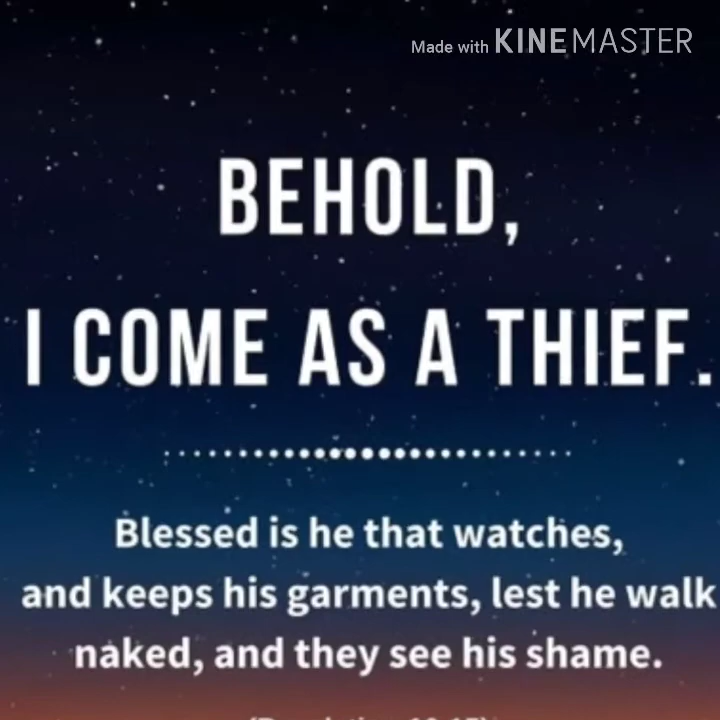 Made with KINEMASTER
BEHOLD,
I COME AS A THIEF.
Blessed is he that watches,
and keeps his garments, lest he walk
naked, and they see his shame.